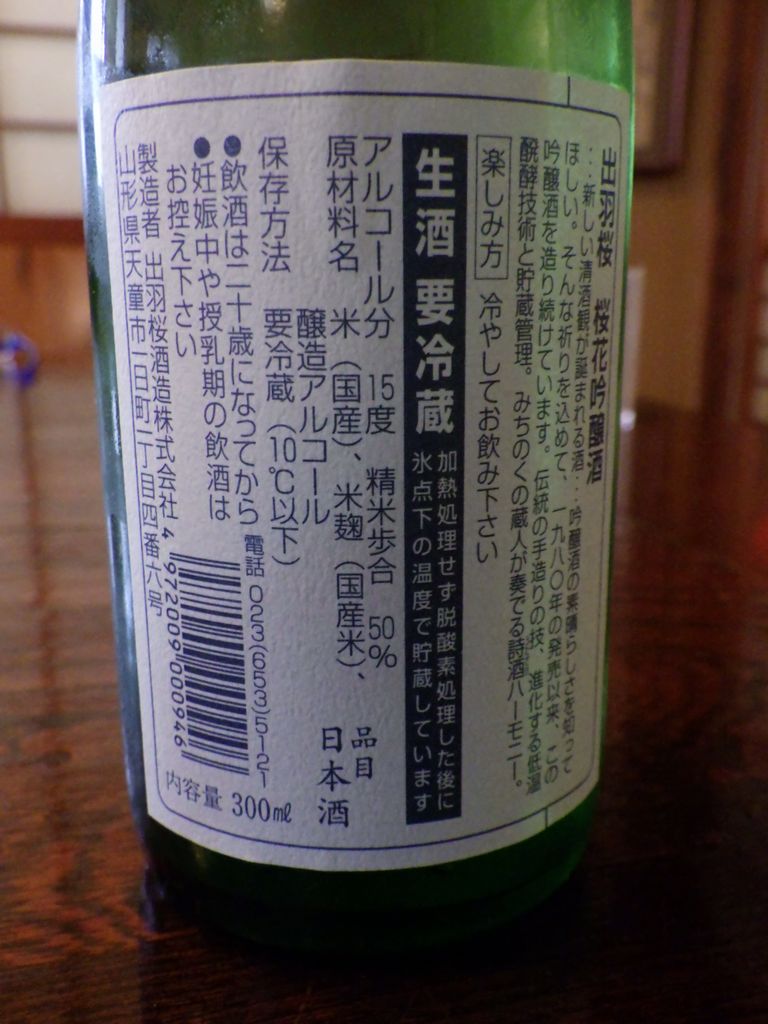 出羽桜 桜花吟醸酒
…新しい清酒観が誕まれる酒…吟醸酒の素晴らしさを知って
ほしい。そんな祈りを込めて、一九八〇年の発売以来、この
吟醸酒を造り続けています。伝統の手造りの技、進化する低温
醗酵技術と貯蔵管理。みちのくの蔵人が奏でる詩酒ハーモニー。
楽しみ方 冷やしてお飲み下さい
生酒 要冷蔵
加熱処理せず脱酸素処理した後に
氷点下の温度で貯蔵しています
アルコール分 15度 精米歩合 50%
原材料名 米(国産)、米麹(国産米)、
醸造アルコール
保存方法 要冷蔵(10℃以下)
品目
日本酒
●飲酒は二十歳になってから
●妊娠中や授乳期の飲酒は
お控え下さい
製造者 出羽桜酒造株式会社
山形県天童市一日町一丁目四番六号
電話 023(653)5121
4 972009 000946
内容量 300㎖